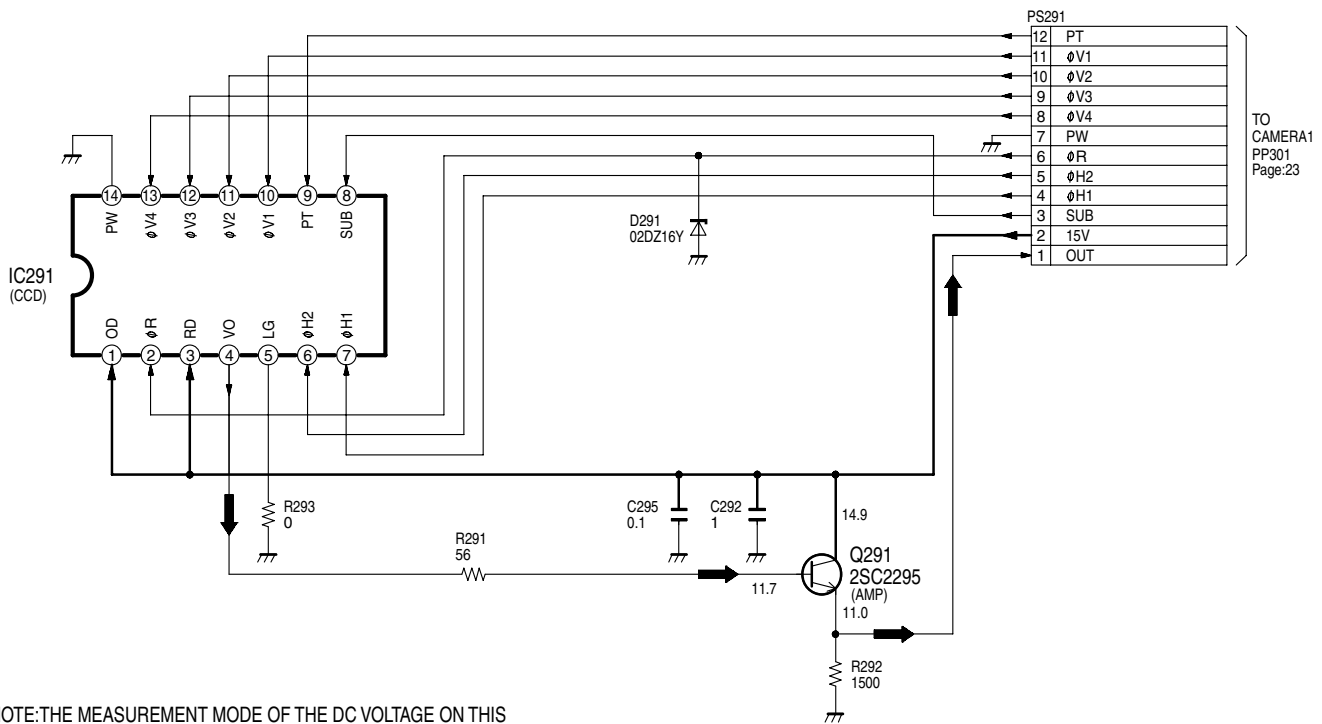 PS291
12 PT
11 ϕV1
10 ϕV2
9 ϕV3
8 ϕV4
7 PW
6 ϕR
5 ϕH2
4 ϕH1
3 SUB
2 15V
1 OUT
TO
CAMERA1
PP301
Page:23
14 13 12 11 10 9 8
PW ϕV4 ϕV3 ϕV2 ϕV1 PT SUB
D291
02DZ16Y
IC291
(CCD)
OD ϕR RD VO LG ϕH2 ϕH1
1 2 3 4 5 6 7
R293
0
C295
0.1
C292
1
14.9
R291
56
Q291
2SC2295
(AMP)
11.7
11.0
R292
1500
OTE:THE MEASUREMENT MODE OF THE DC VOLTAGE ON THIS